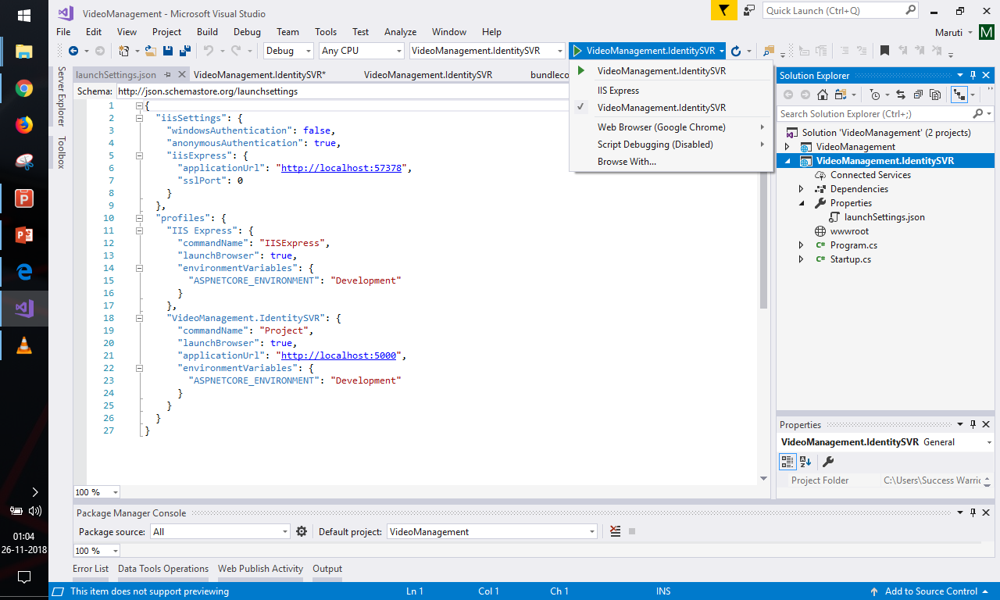 VideoManagement - Microsoft Visual Studio
Quick Launch (Ctrl+Q)
File Edit View Project Build Debug Team Tools Test Analyze Window Help
Maruti M
Debug Any CPU VideoManagement.IdentitySVR VideoManagement.IdentitySVR
Server Explorer
Toolbox
launchSettings.json VideoManagement.IdentitySVR* VideoManagement.IdentitySVR bundleco
Schema: http://json.schemastore.org/launchsettings
1 {
2 "iisSettings": {
3 "windowsAuthentication": false,
4 "anonymousAuthentication": true,
5 "iisExpress": {
6 "applicationUrl": "http://localhost:57378",
7 "sslPort": 0
8 }
9 },
10 "profiles": {
11 "IIS Express": {
12 "commandName": "IISExpress",
13 "launchBrowser": true,
14 "environmentVariables": {
15 "ASPNETCORE_ENVIRONMENT": "Development"
16 }
17 },
18 "VideoManagement.IdentitySVR": {
19 "commandName": "Project",
20 "launchBrowser": true,
21 "applicationUrl": "http://localhost:5000",
22 "environmentVariables": {
23 "ASPNETCORE_ENVIRONMENT": "Development"
24 }
25 }
26 }
27 }
100 %
VideoManagement.IdentitySVR
IIS Express
VideoManagement.IdentitySVR
Web Browser (Google Chrome)
Script Debugging (Disabled)
Browse With...
Solution Explorer
Search Solution Explorer (Ctrl+;)
Solution 'VideoManagement' (2 projects)
VideoManagement
VideoManagement.IdentitySVR
Connected Services
Dependencies
Properties
launchSettings.json
wwwroot
C# Program.cs
C# Startup.cs
Properties
VideoManagement.IdentitySVR General
Project Folder C:\Users\Success Warric
Package Manager Console
Package source: All Default project: VideoManagement
100 %
Error List Data Tools Operations Web Publish Activity Output
This item does not support previewing Ln 1 Col 1 Ch 1 INS Add to Source Control
01:04
26-11-2018